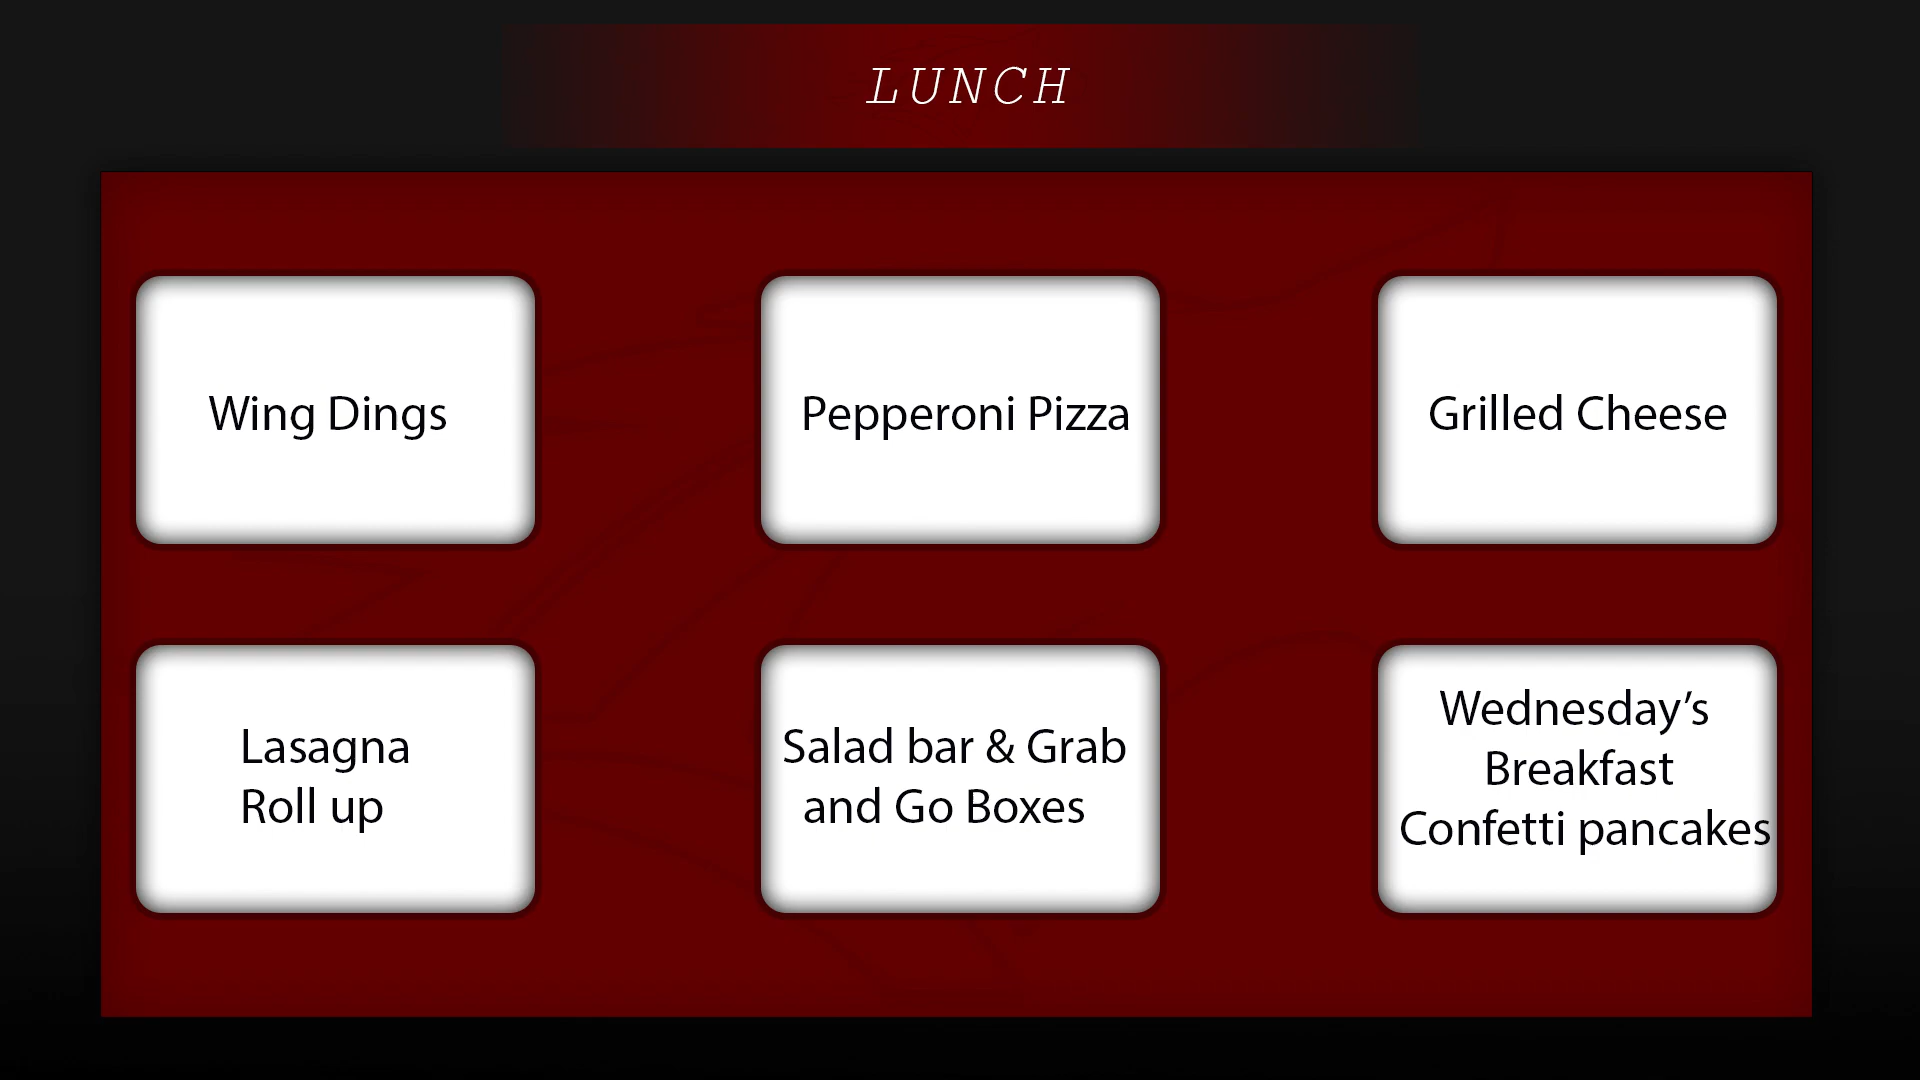 LUNCH
Wing Dings
Pepperoni Pizza
Grilled Cheese
Lasagna
Roll up
Salad bar & Grab
and Go Boxes
Wednesday’s
Breakfast
Confetti pancakes